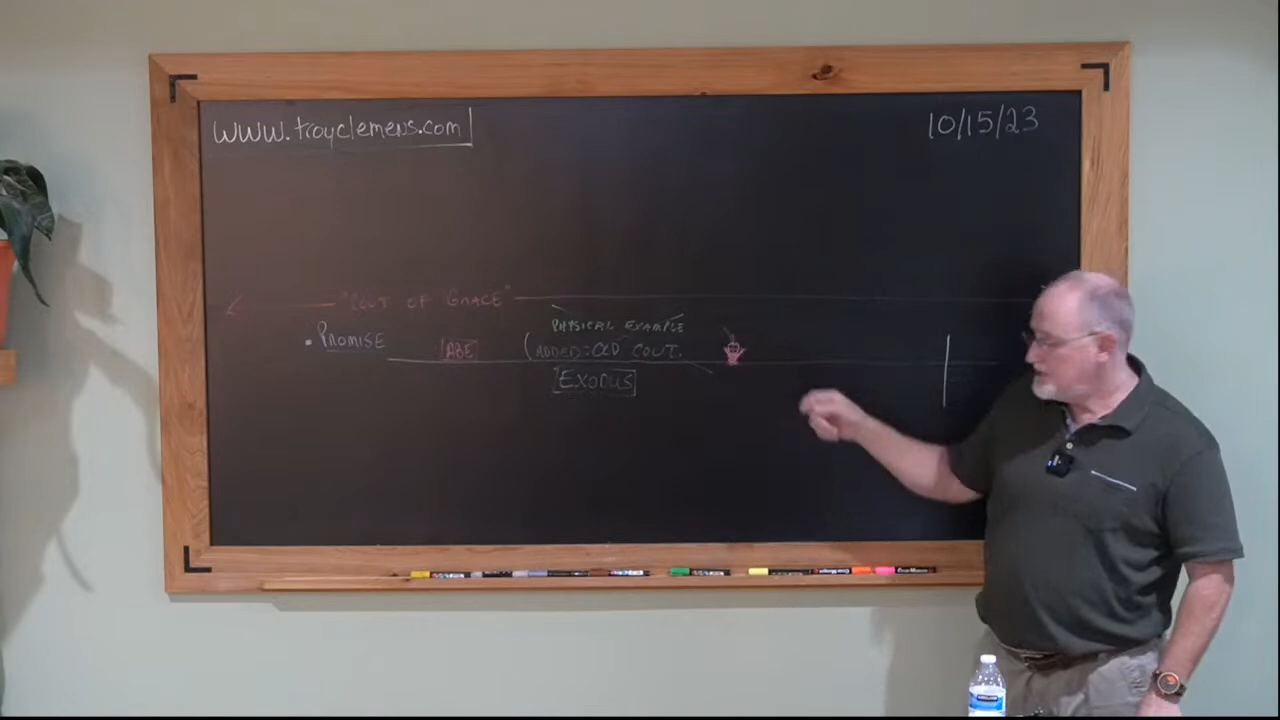 www.troyclemens.com
10/15/23
"COVT OF GRACE"
• PROMISE
ABE
PHYSICAL EXAMPLE
(ADDED: OLD COVT.
EXODUS